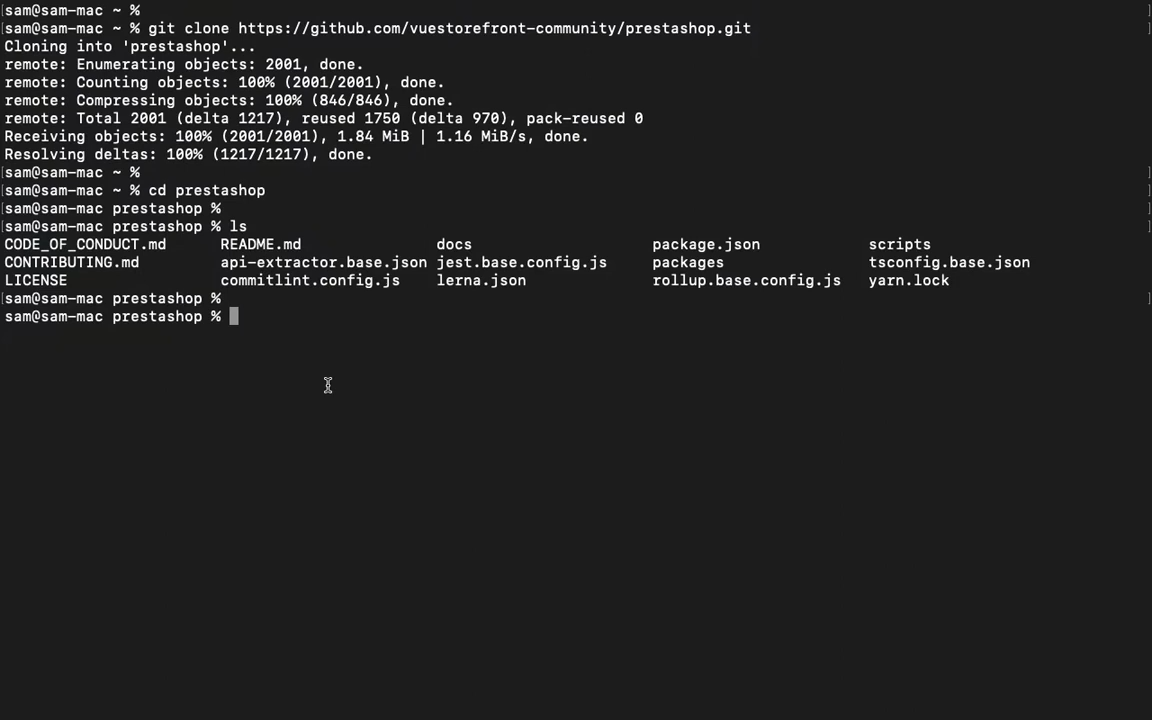 sam@sam-mac ~ %
sam@sam-mac ~ % git clone https://github.com/vuestorefront-community/prestashop.git
Cloning into 'prestashop'...
remote: Enumerating objects: 2001, done.
remote: Counting objects: 100% (2001/2001), done.
remote: Compressing objects: 100% (846/846), done.
remote: Total 2001 (delta 1217), reused 1750 (delta 970), pack-reused 0
Receiving objects: 100% (2001/2001), 1.84 MiB | 1.16 MiB/s, done.
Resolving deltas: 100% (1217/1217), done.
sam@sam-mac ~ %
sam@sam-mac ~ % cd prestashop
sam@sam-mac prestashop %
sam@sam-mac prestashop % ls
CODE_OF_CONDUCT.md README.md docs package.json scripts
CONTRIBUTING.md api-extractor.base.json jest.base.config.js packages tsconfig.base.json
LICENSE commitlint.config.js lerna.json rollup.base.config.js yarn.lock
sam@sam-mac prestashop %
sam@sam-mac prestashop %